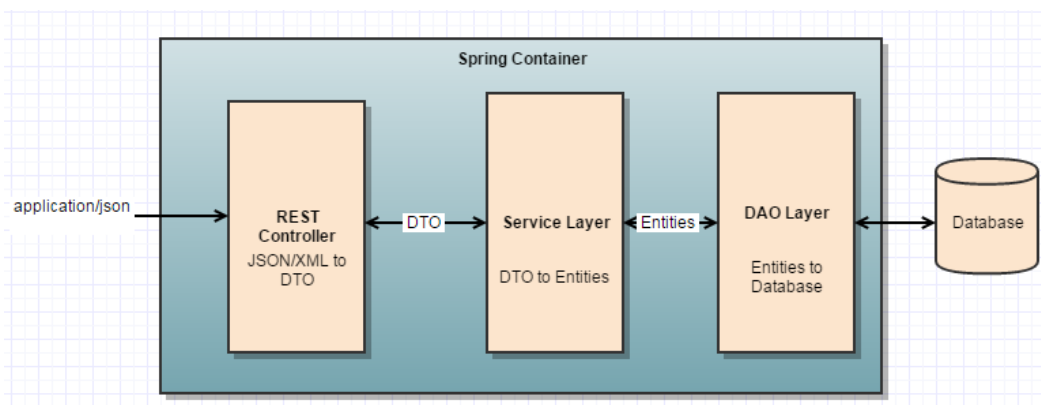 Spring Container
application/json
REST
Controller
JSON/XML to
DTO
DTO
Service Layer
DTO to Entities
Entities
DAO Layer
Entities to
Database
Database